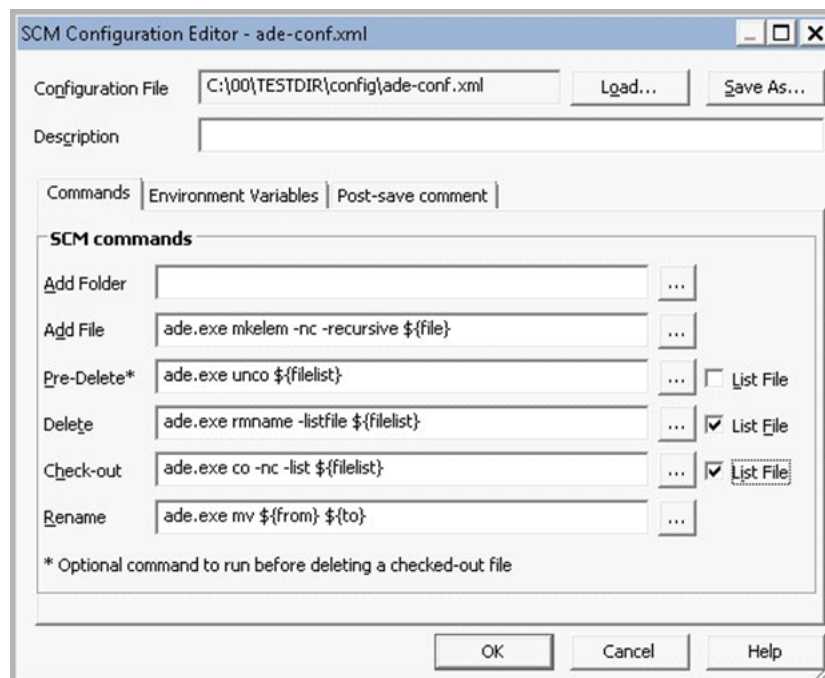 SCM Configuration Editor - ade-conf.xml
Configuration File C:\00\TESTDIR\config\ade-conf.xml Load... Save As...
Description
Commands Environment Variables Post-save comment
SCM commands
Add Folder ...
Add File ade.exe mkelem -nc -recursive ${file} ...
Pre-Delete* ade.exe unco ${filelist} ... List File
Delete ade.exe rmname -listfile ${filelist} ... List File
Check-out ade.exe co -nc -list ${filelist} ... List File
Rename ade.exe mv ${from} ${to} ...
* Optional command to run before deleting a checked-out file
OK Cancel Help